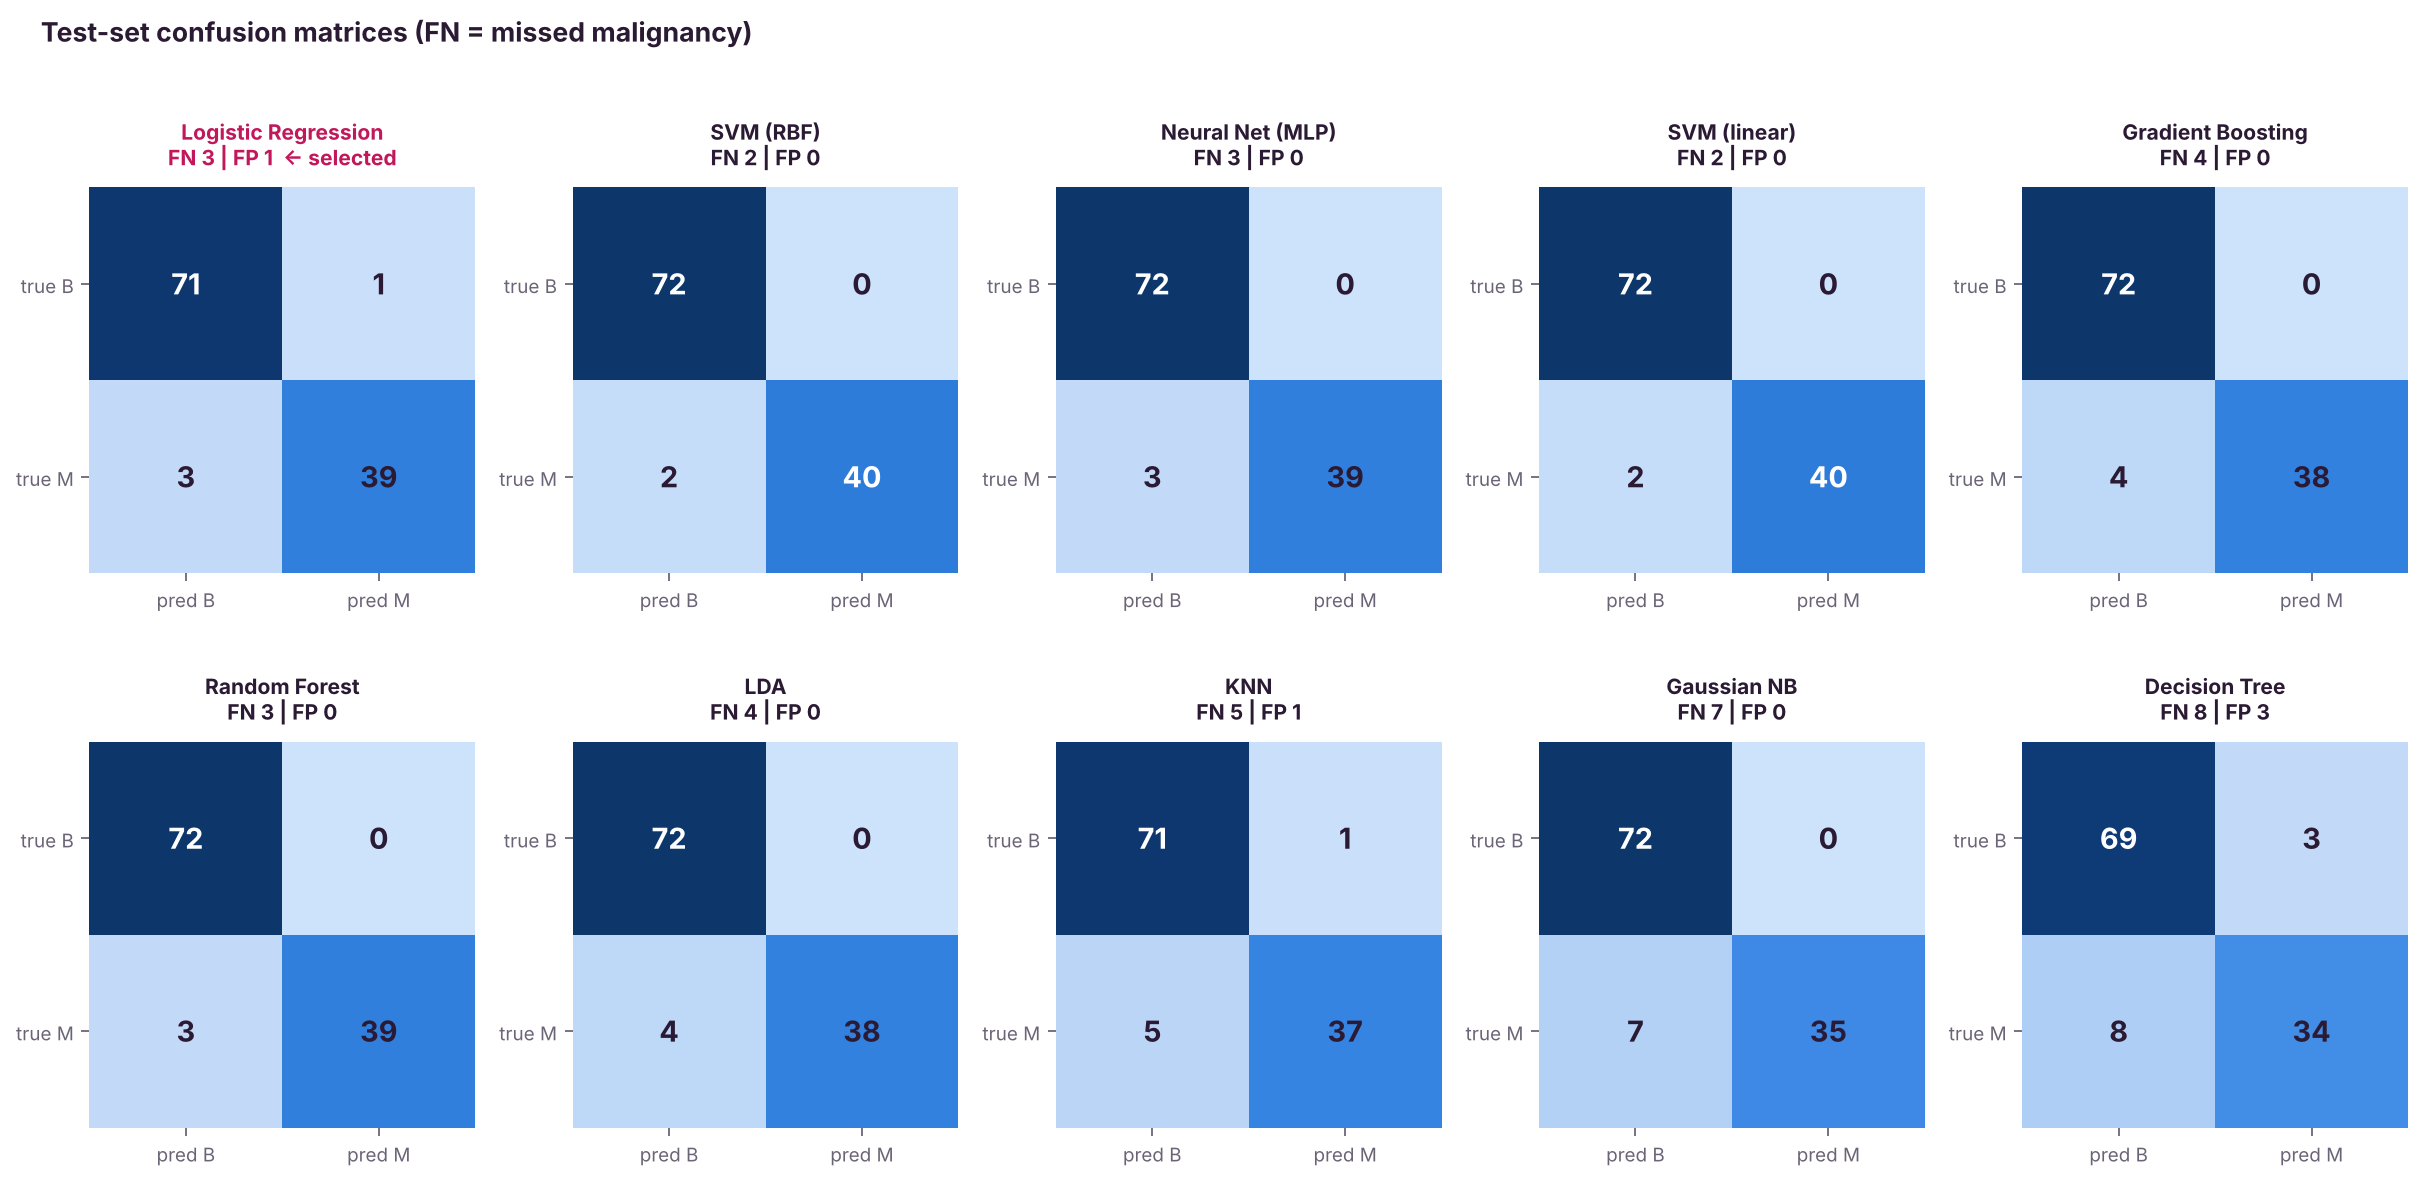 Test-set confusion matrices (FN = missed malignancy)
Logistic Regression
FN 3 | FP 1 ← selected
true B
71
1
true M
3
39
pred B
pred M
SVM (RBF)
FN 2 | FP 0
true B
72
0
true M
2
40
pred B
pred M
Neural Net (MLP)
FN 3 | FP 0
true B
72
0
true M
3
39
pred B
pred M
SVM (linear)
FN 2 | FP 0
true B
72
0
true M
2
40
pred B
pred M
Gradient Boosting
FN 4 | FP 0
true B
72
0
true M
4
38
pred B
pred M
Random Forest
FN 3 | FP 0
true B
72
0
true M
3
39
pred B
pred M
LDA
FN 4 | FP 0
true B
72
0
true M
4
38
pred B
pred M
KNN
FN 5 | FP 1
true B
71
1
true M
5
37
pred B
pred M
Gaussian NB
FN 7 | FP 0
true B
72
0
true M
7
35
pred B
pred M
Decision Tree
FN 8 | FP 3
true B
69
3
true M
8
34
pred B
pred M